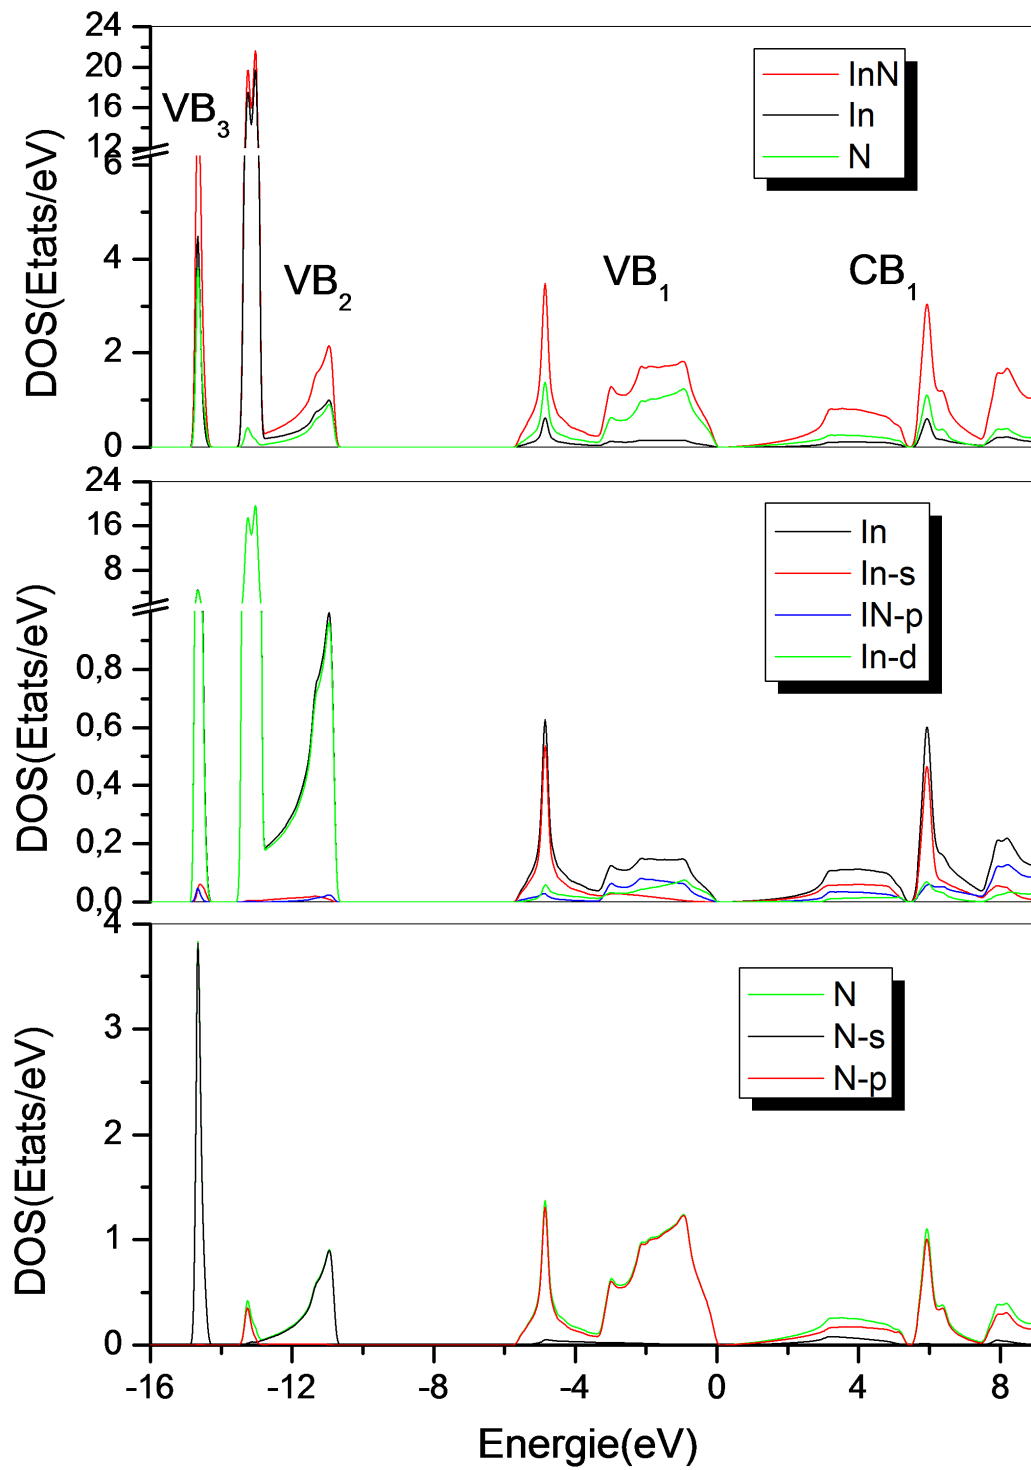 DOS(Etats/eV)
24
20
16
12
6
4
2
0
VB3
VB2
VB1
CB1
InN
In
N
DOS(Etats/eV)
24
16
8
0,8
0,6
0,4
0,2
0,0
In
In-s
IN-p
In-d
DOS(Etats/eV)
4
3
2
1
0
N
N-s
N-p
-16 -12 -8 -4 0 4 8
Energie(eV)